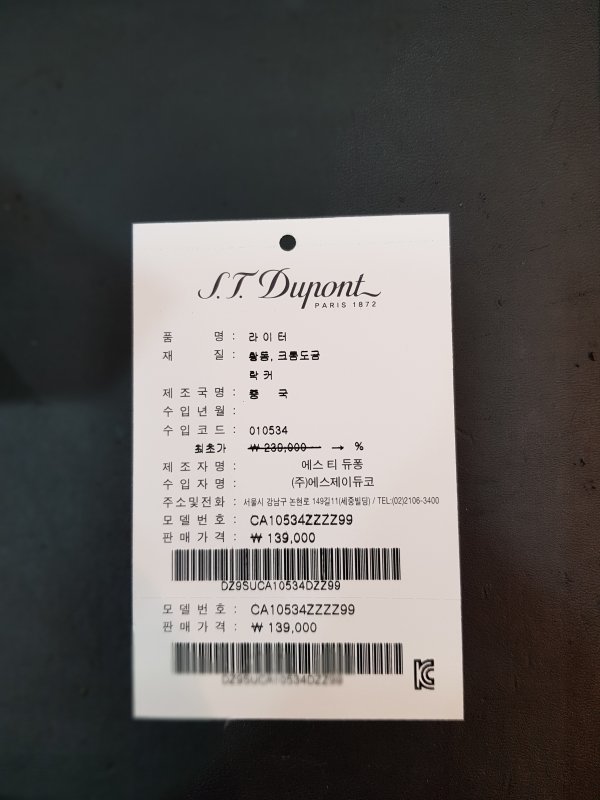 S.T. Dupont
PARIS 1872
품 명 : 라 이 터
재 질 : 황동, 크롬도금
락 커
제 조 국 명 : 중 국
수 입 년 월 :
수 입 코 드 : 010534
최초가 ₩ 230,000 → %
제 조 자 명 : 에스 티 듀퐁
수 입 자 명 : (주)에스제이듀코
주소및전화 : 서울시 강남구 논현로 149길11(세중빌딩) / TEL:(02)2106-3400
모 델 번 호 : CA10534ZZZZ99
판 매 가 격 : ₩ 139,000
DZ9SUCA10534DZZ99
모 델 번 호 : CA10534ZZZZ99
판 매 가 격 : ₩ 139,000
DZ9SUCA10534DZZ99